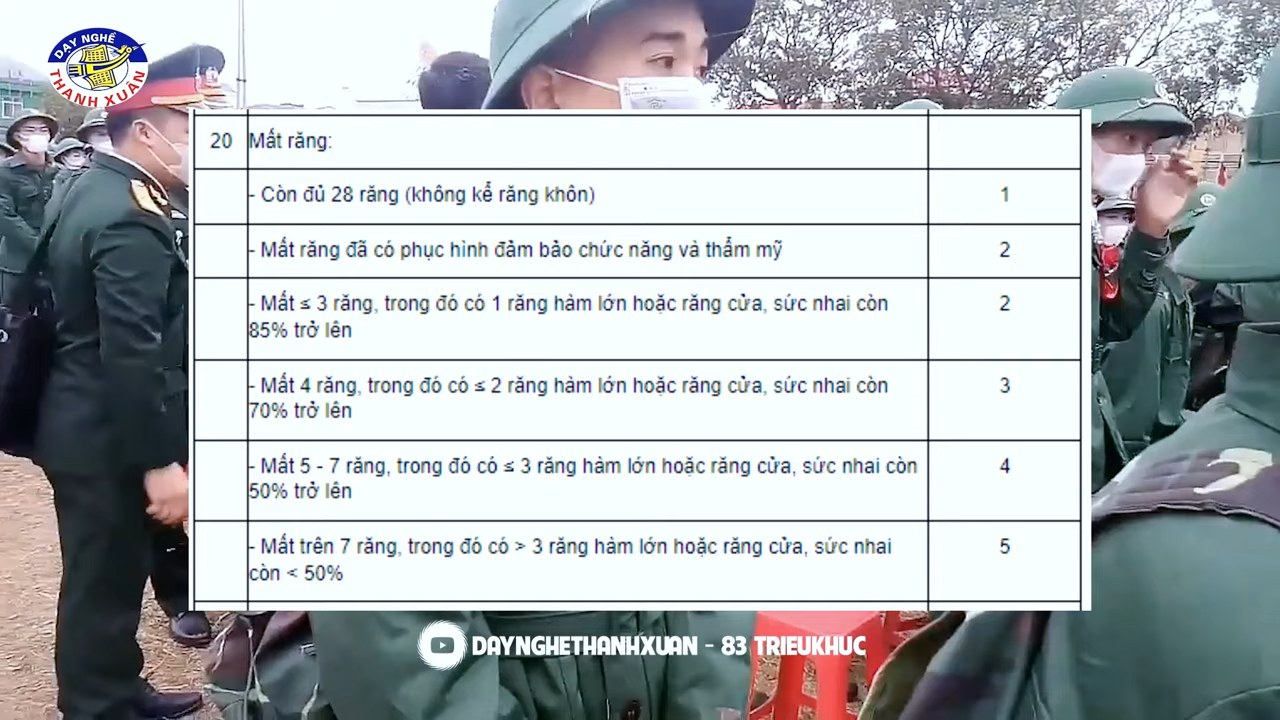 DẠY NGHỀ
THANH XUÂN
20 Mất răng:
- Còn đủ 28 răng (không kể răng khôn) 1
- Mất răng đã có phục hình đảm bảo chức năng và thẩm mỹ 2
- Mất ≤ 3 răng, trong đó có 1 răng hàm lớn hoặc răng cửa, sức nhai còn 2
85% trở lên
- Mất 4 răng, trong đó có ≤ 2 răng hàm lớn hoặc răng cửa, sức nhai còn 3
70% trở lên
- Mất 5 - 7 răng, trong đó có ≤ 3 răng hàm lớn hoặc răng cửa, sức nhai còn 4
50% trở lên
- Mất trên 7 răng, trong đó có > 3 răng hàm lớn hoặc răng cửa, sức nhai 5
còn < 50%
DAYNGHETHANHXUAN - 83 TRIEUKHUC